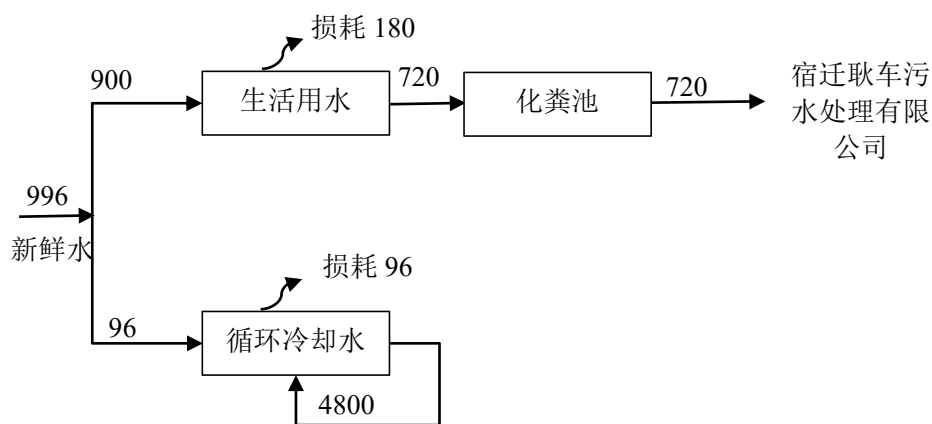 损耗 180
900
生活用水
720
化粪池
720
宿迁耿车污
水处理有限
公司
996
新鲜水
损耗 96
96
循环冷却水
4800